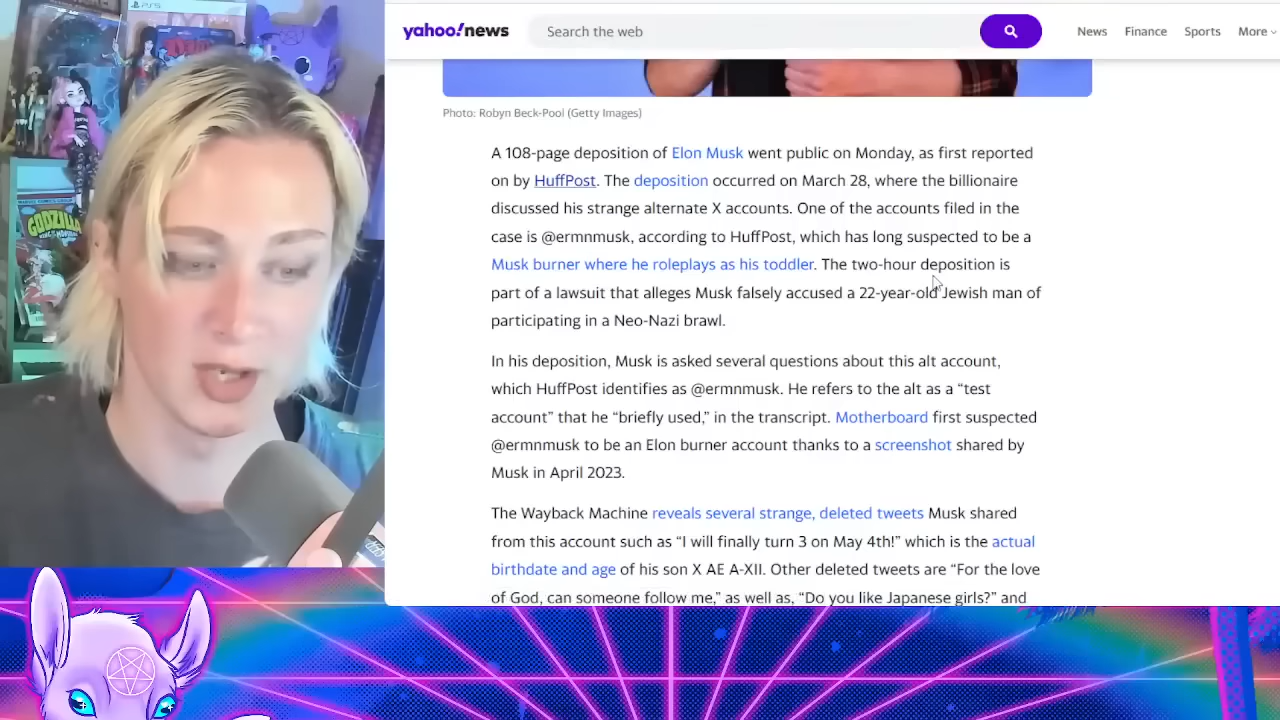 yahoo!news
Search the web
News
Finance
Sports
More
Photo: Robyn Beck-Pool (Getty Images)
A 108-page deposition of Elon Musk went public on Monday, as first reported
on by HuffPost. The deposition occurred on March 28, where the billionaire
discussed his strange alternate X accounts. One of the accounts filed in the
case is @ermnmusk, according to HuffPost, which has long suspected to be a
Musk burner where he roleplays as his toddler. The two-hour deposition is
part of a lawsuit that alleges Musk falsely accused a 22-year-old Jewish man of
participating in a Neo-Nazi brawl.
In his deposition, Musk is asked several questions about this alt account,
which HuffPost identifies as @ermnmusk. He refers to the alt as a “test
account” that he “briefly used,” in the transcript. Motherboard first suspected
@ermnmusk to be an Elon burner account thanks to a screenshot shared by
Musk in April 2023.
The Wayback Machine reveals several strange, deleted tweets Musk shared
from this account such as “I will finally turn 3 on May 4th!” which is the actual
birthdate and age of his son X AE A-XII. Other deleted tweets are “For the love
of God, can someone follow me,” as well as, “Do you like Japanese girls?” and
PS5
GODZILLA